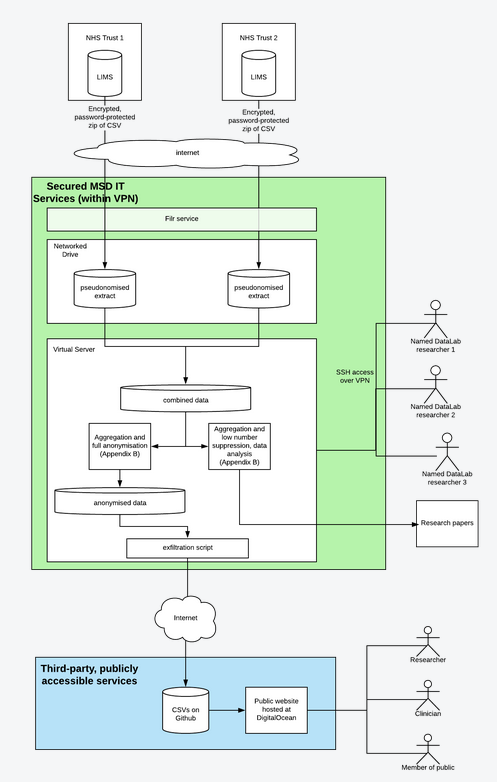 NHS Trust 1
NHS Trust 2
LIMS
LIMS
Encrypted,
password-protected
zip of CSV
Encrypted,
password-protected
zip of CSV
internet
Secured MSD IT
Services (within VPN)
Filr service
Networked
Drive
pseudonomised
extract
pseudonomised
extract
Virtual Server
SSH access
over VPN
Named DataLab
researcher 1
Named DataLab
researcher 2
Named DataLab
researcher 3
combined data
Aggregation and
full anonymisation
(Appendix B)
Aggregation and
low number
suppression, data
analysis
(Appendix B)
anonymised data
Research papers
exfiltration script
Internet
Third-party, publicly
accessible services
CSVs on
Github
Public website
hosted at
DigitalOcean
Researcher
Clinician
Member of public